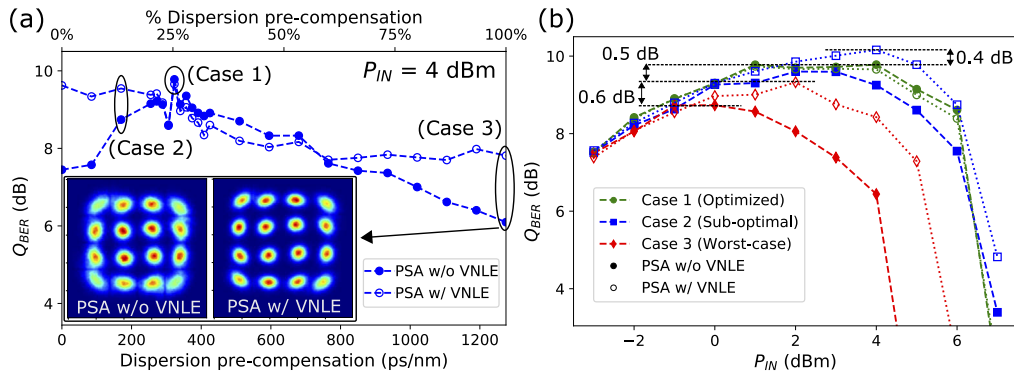 (a)
% Dispersion pre-compensation
0% 25% 50% 75% 100%
10
8
6
4
Q_BER (dB)
(Case 1)
P_IN = 4 dBm
(Case 2)
(Case 3)
PSA w/o VNLE
PSA w/ VNLE
PSA w/o VNLE
PSA w/ VNLE
0 200 400 600 800 1000 1200
Dispersion pre-compensation (ps/nm)
(b)
10
8
6
4
Q_BER (dB)
0.5 dB
0.4 dB
0.6 dB
Case 1 (Optimized)
Case 2 (Sub-optimal)
Case 3 (Worst-case)
PSA w/o VNLE
PSA w/ VNLE
−2 0 2 4 6
P_IN (dBm)